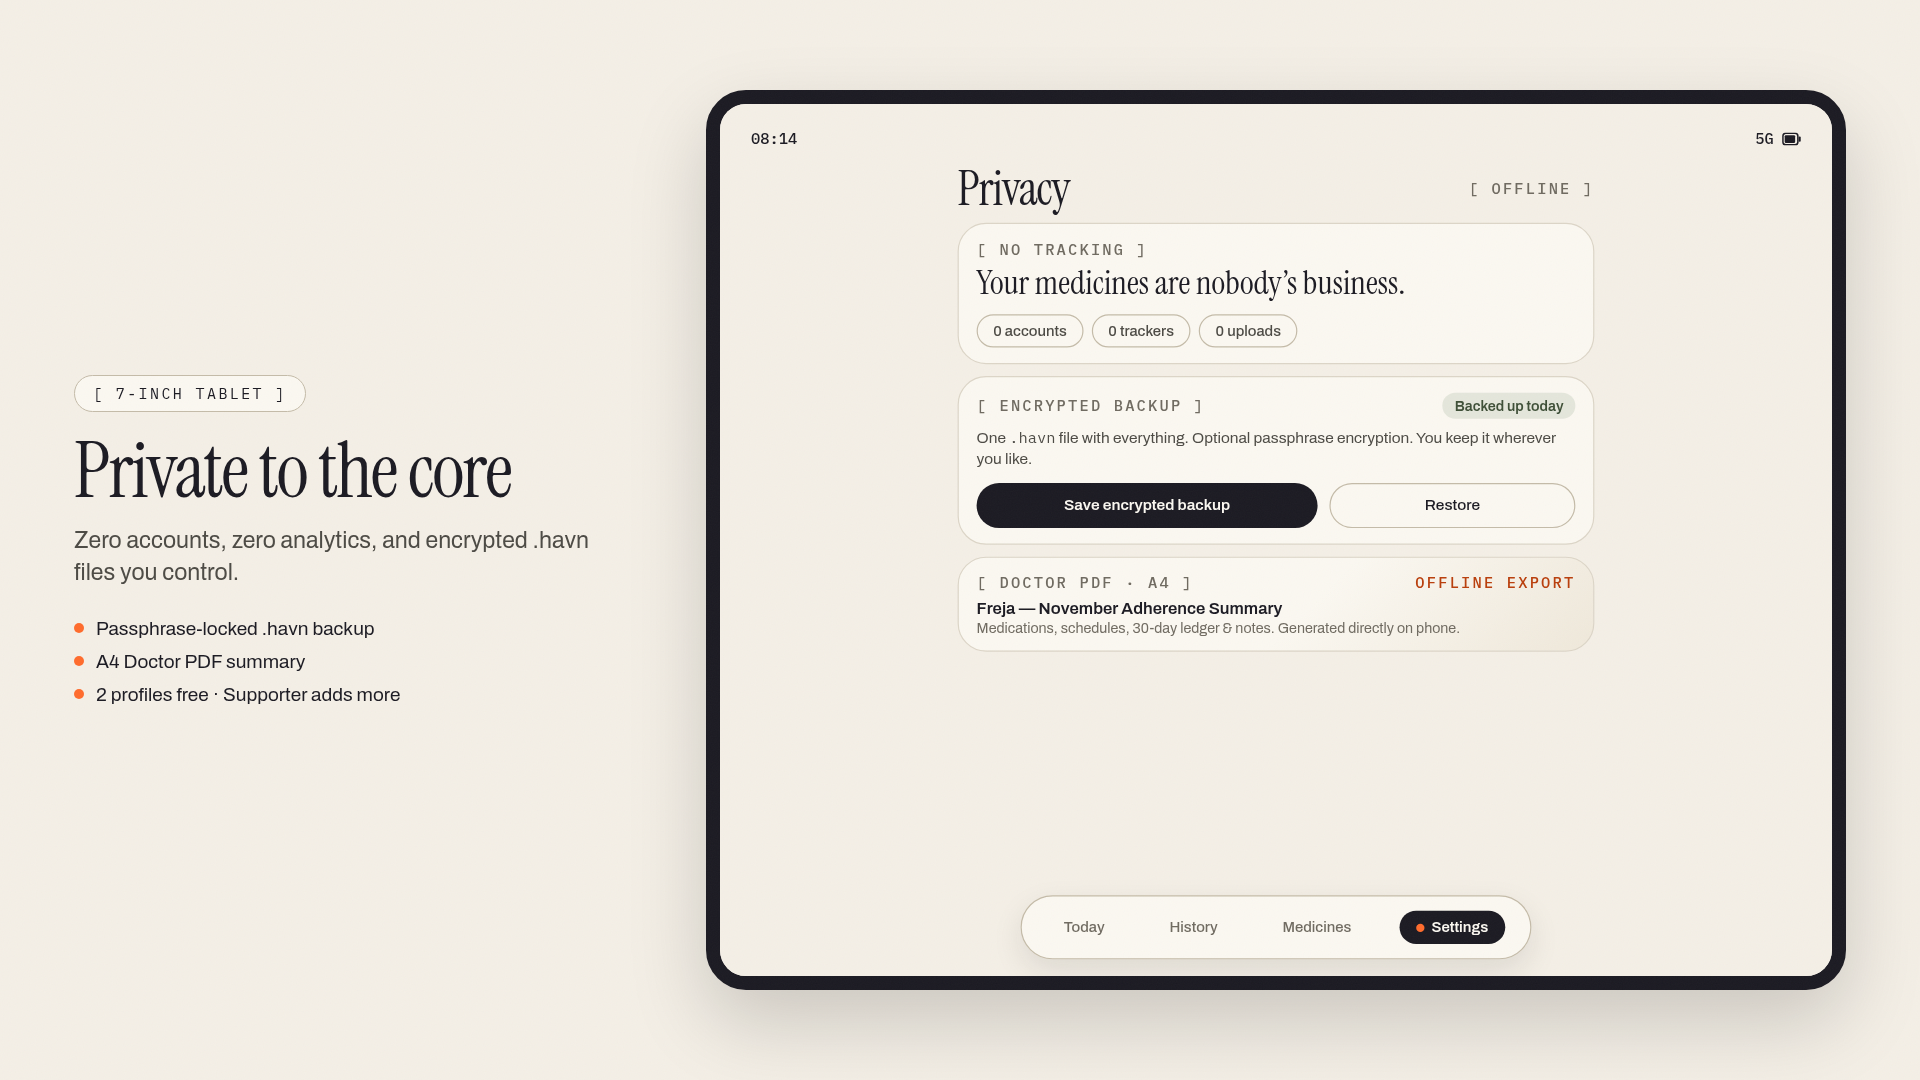 [ 7-INCH TABLET ]
Private to the core
Zero accounts, zero analytics, and encrypted .havn
files you control.
Passphrase-locked .havn backup
A4 Doctor PDF summary
2 profiles free · Supporter adds more
08:14
5G
Privacy
[ OFFLINE ]
[ NO TRACKING ]
Your medicines are nobody’s business.
0 accounts
0 trackers
0 uploads
[ ENCRYPTED BACKUP ]
Backed up today
One .havn file with everything. Optional passphrase encryption. You keep it wherever
you like.
Save encrypted backup
Restore
[ DOCTOR PDF · A4 ]
OFFLINE EXPORT
Freja — November Adherence Summary
Medications, schedules, 30-day ledger & notes. Generated directly on phone.
Today
History
Medicines
Settings